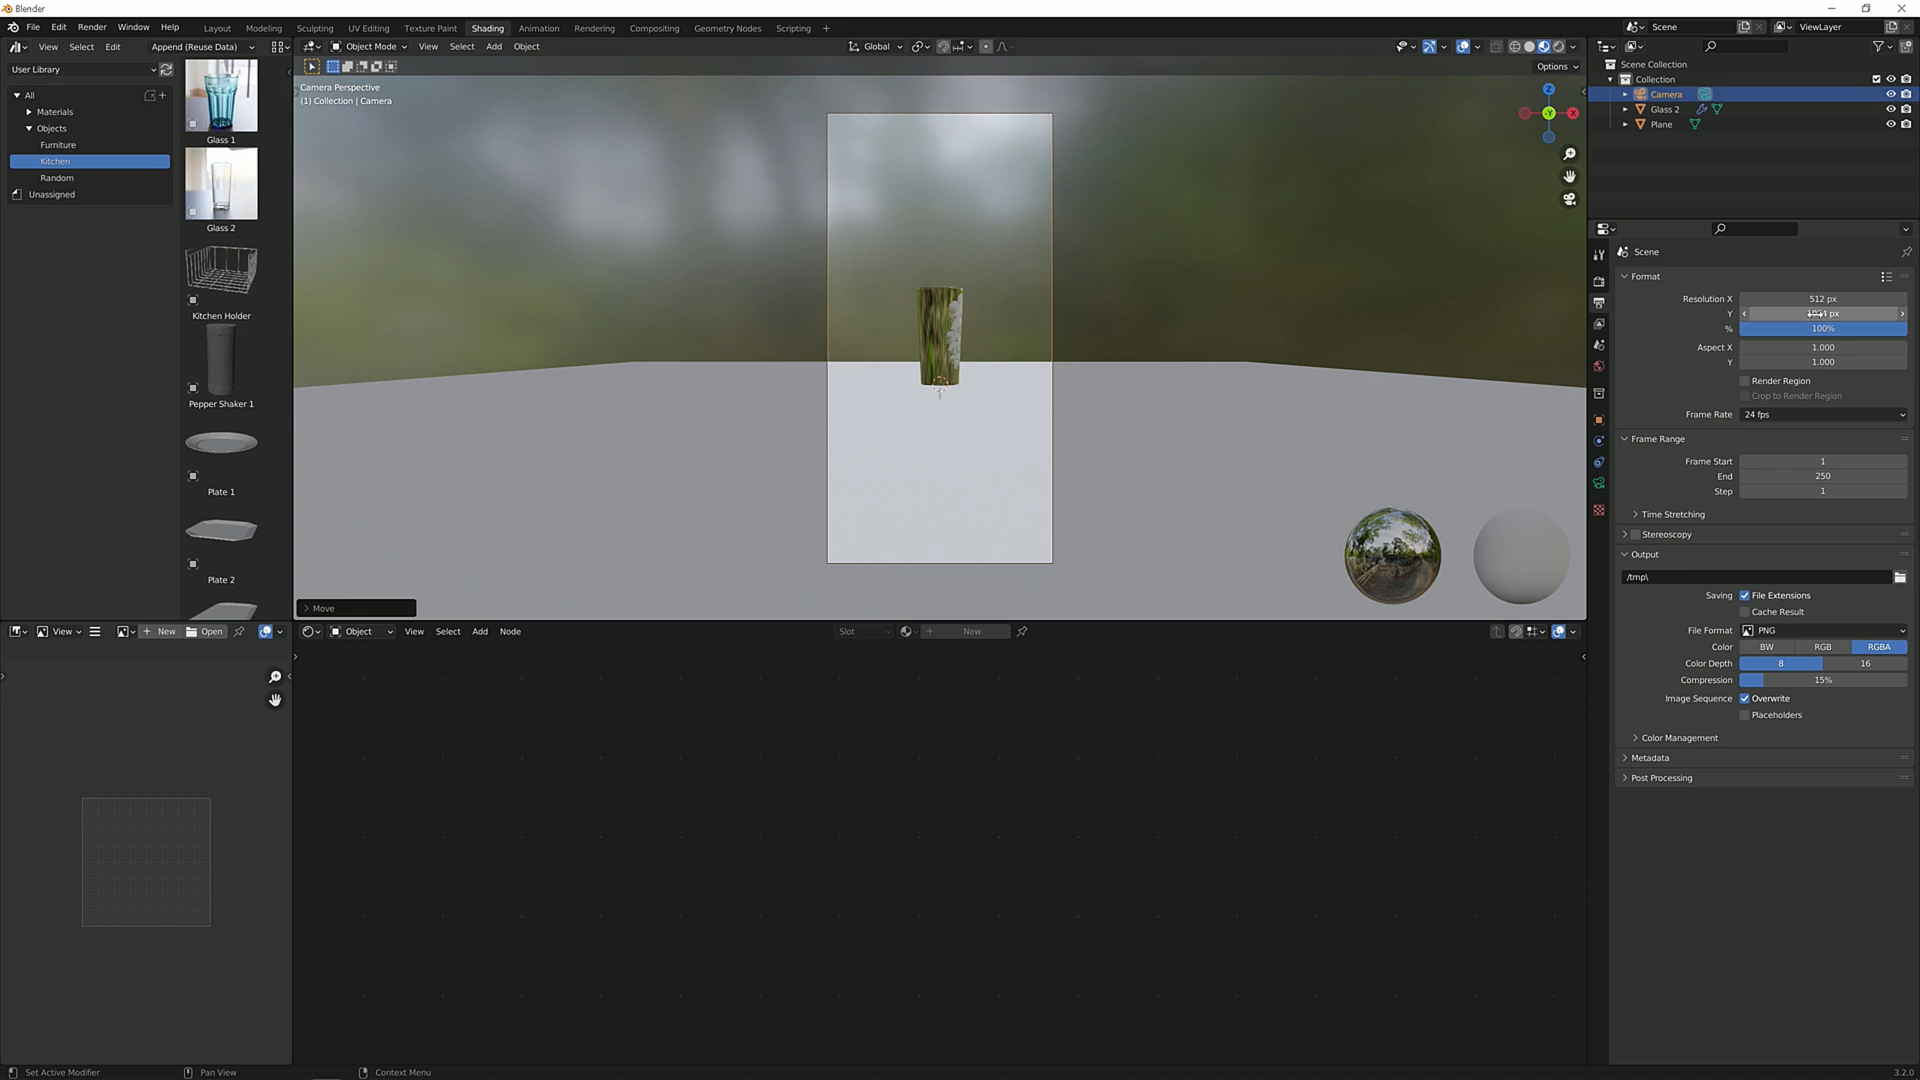 Blender
File Edit Render Window Help Layout Modeling Sculpting UV Editing Texture Paint Shading Animation Rendering Compositing Geometry Nodes Scripting + Scene ViewLayer
View Select Edit Append (Reuse Data) Object Mode View Select Add Object Global
User Library
Options
All
Materials
Objects
Furniture
Kitchen
Random
Unassigned
Glass 1
Glass 2
Kitchen Holder
Pepper Shaker 1
Plate 1
Plate 2
Camera Perspective
(1) Collection | Camera
Z
X
-Y
Move
Scene Collection
Collection
Camera
Glass 2
Plane
Scene
Format
Resolution X 512 px
Y px
% 100%
Aspect X 1.000
Y 1.000
Render Region
Crop to Render Region
Frame Rate 24 fps
Frame Range
Frame Start 1
End 250
Step 1
Time Stretching
Stereoscopy
Output
/tmp\
Saving File Extensions
Cache Result
File Format PNG
Color BW RGB RGBA
Color Depth 8 16
Compression 15%
Image Sequence Overwrite
Placeholders
Color Management
Metadata
Post Processing
View New Open Object View Select Add Node Slot New
Set Active Modifier Pan View Context Menu 3.2.0